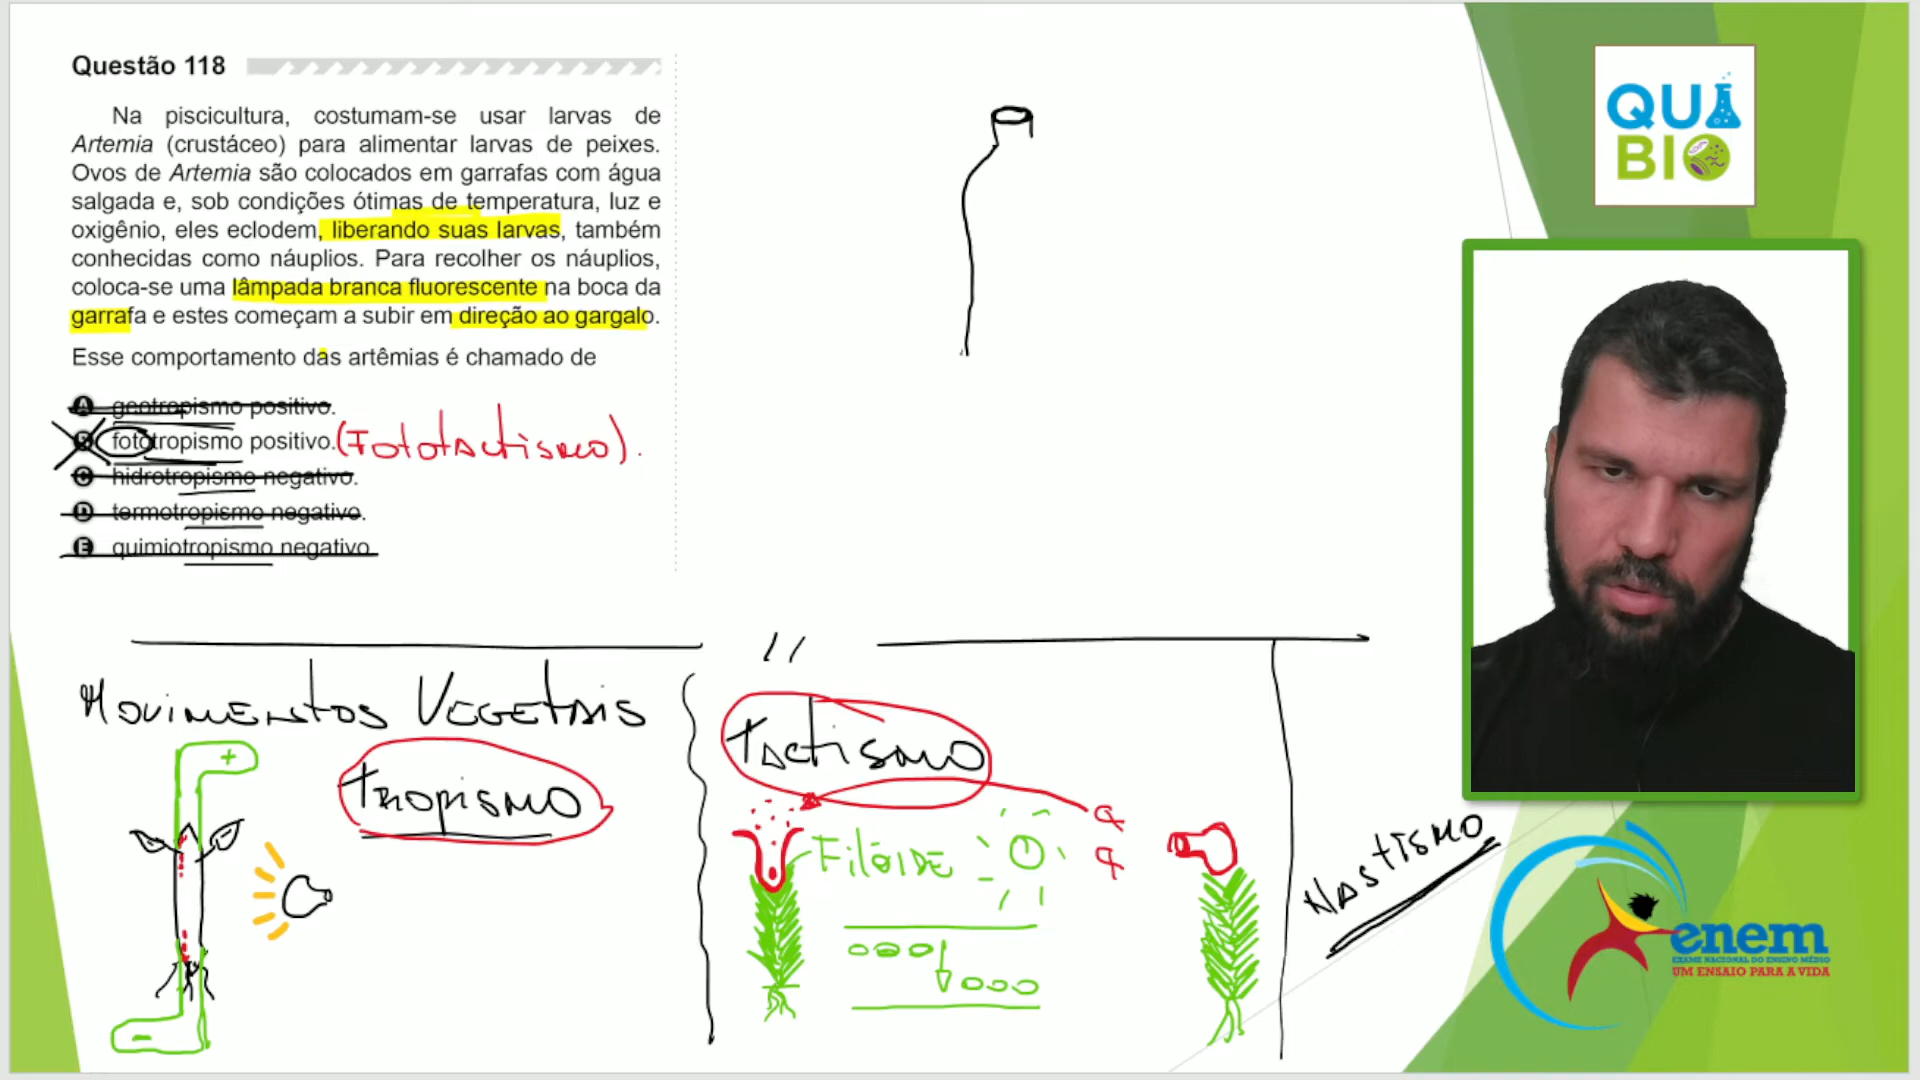 Questão 118
Na piscicultura, costumam-se usar larvas de
Artemia (crustáceo) para alimentar larvas de peixes.
Ovos de Artemia são colocados em garrafas com água
salgada e, sob condições ótimas de temperatura, luz e
oxigênio, eles eclodem, liberando suas larvas, também
conhecidas como náuplios. Para recolher os náuplios,
coloca-se uma lâmpada branca fluorescente na boca da
garrafa e estes começam a subir em direção ao gargalo.
Esse comportamento das artêmias é chamado de
A geotropismo positivo.
B fototropismo positivo. (Fototactismo).
C hidrotropismo negativo.
D termotropismo negativo.
E quimiotropismo negativo.
Movimentos Vegetais
+
Tropismo
-
Tactismo
Filóide
Nastismo
QUI
BIO
enem
EXAME NACIONAL DO ENSINO MÉDIO
UM ENSAIO PARA A VIDA